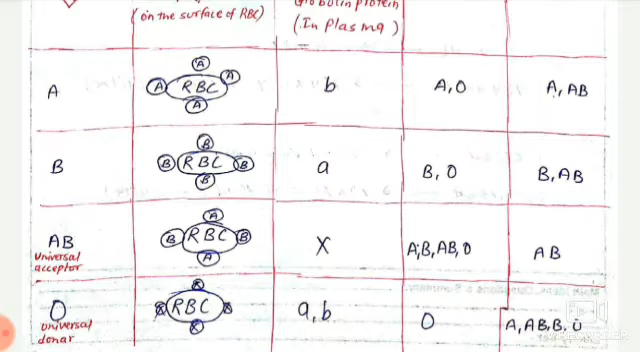 (on the surface of RBC)
Globulin protein
(In Plasma)
A
A
A
A
A
RBC
b
A, O
A, AB
B
B
B
B
B
RBC
a
B, O
B, AB
AB
Universal
acceptor
A
B
B
A
RBC
X
A, B, AB, O
AB
O
Universal
donar
RBC
a, b
O
A, AB, B, O